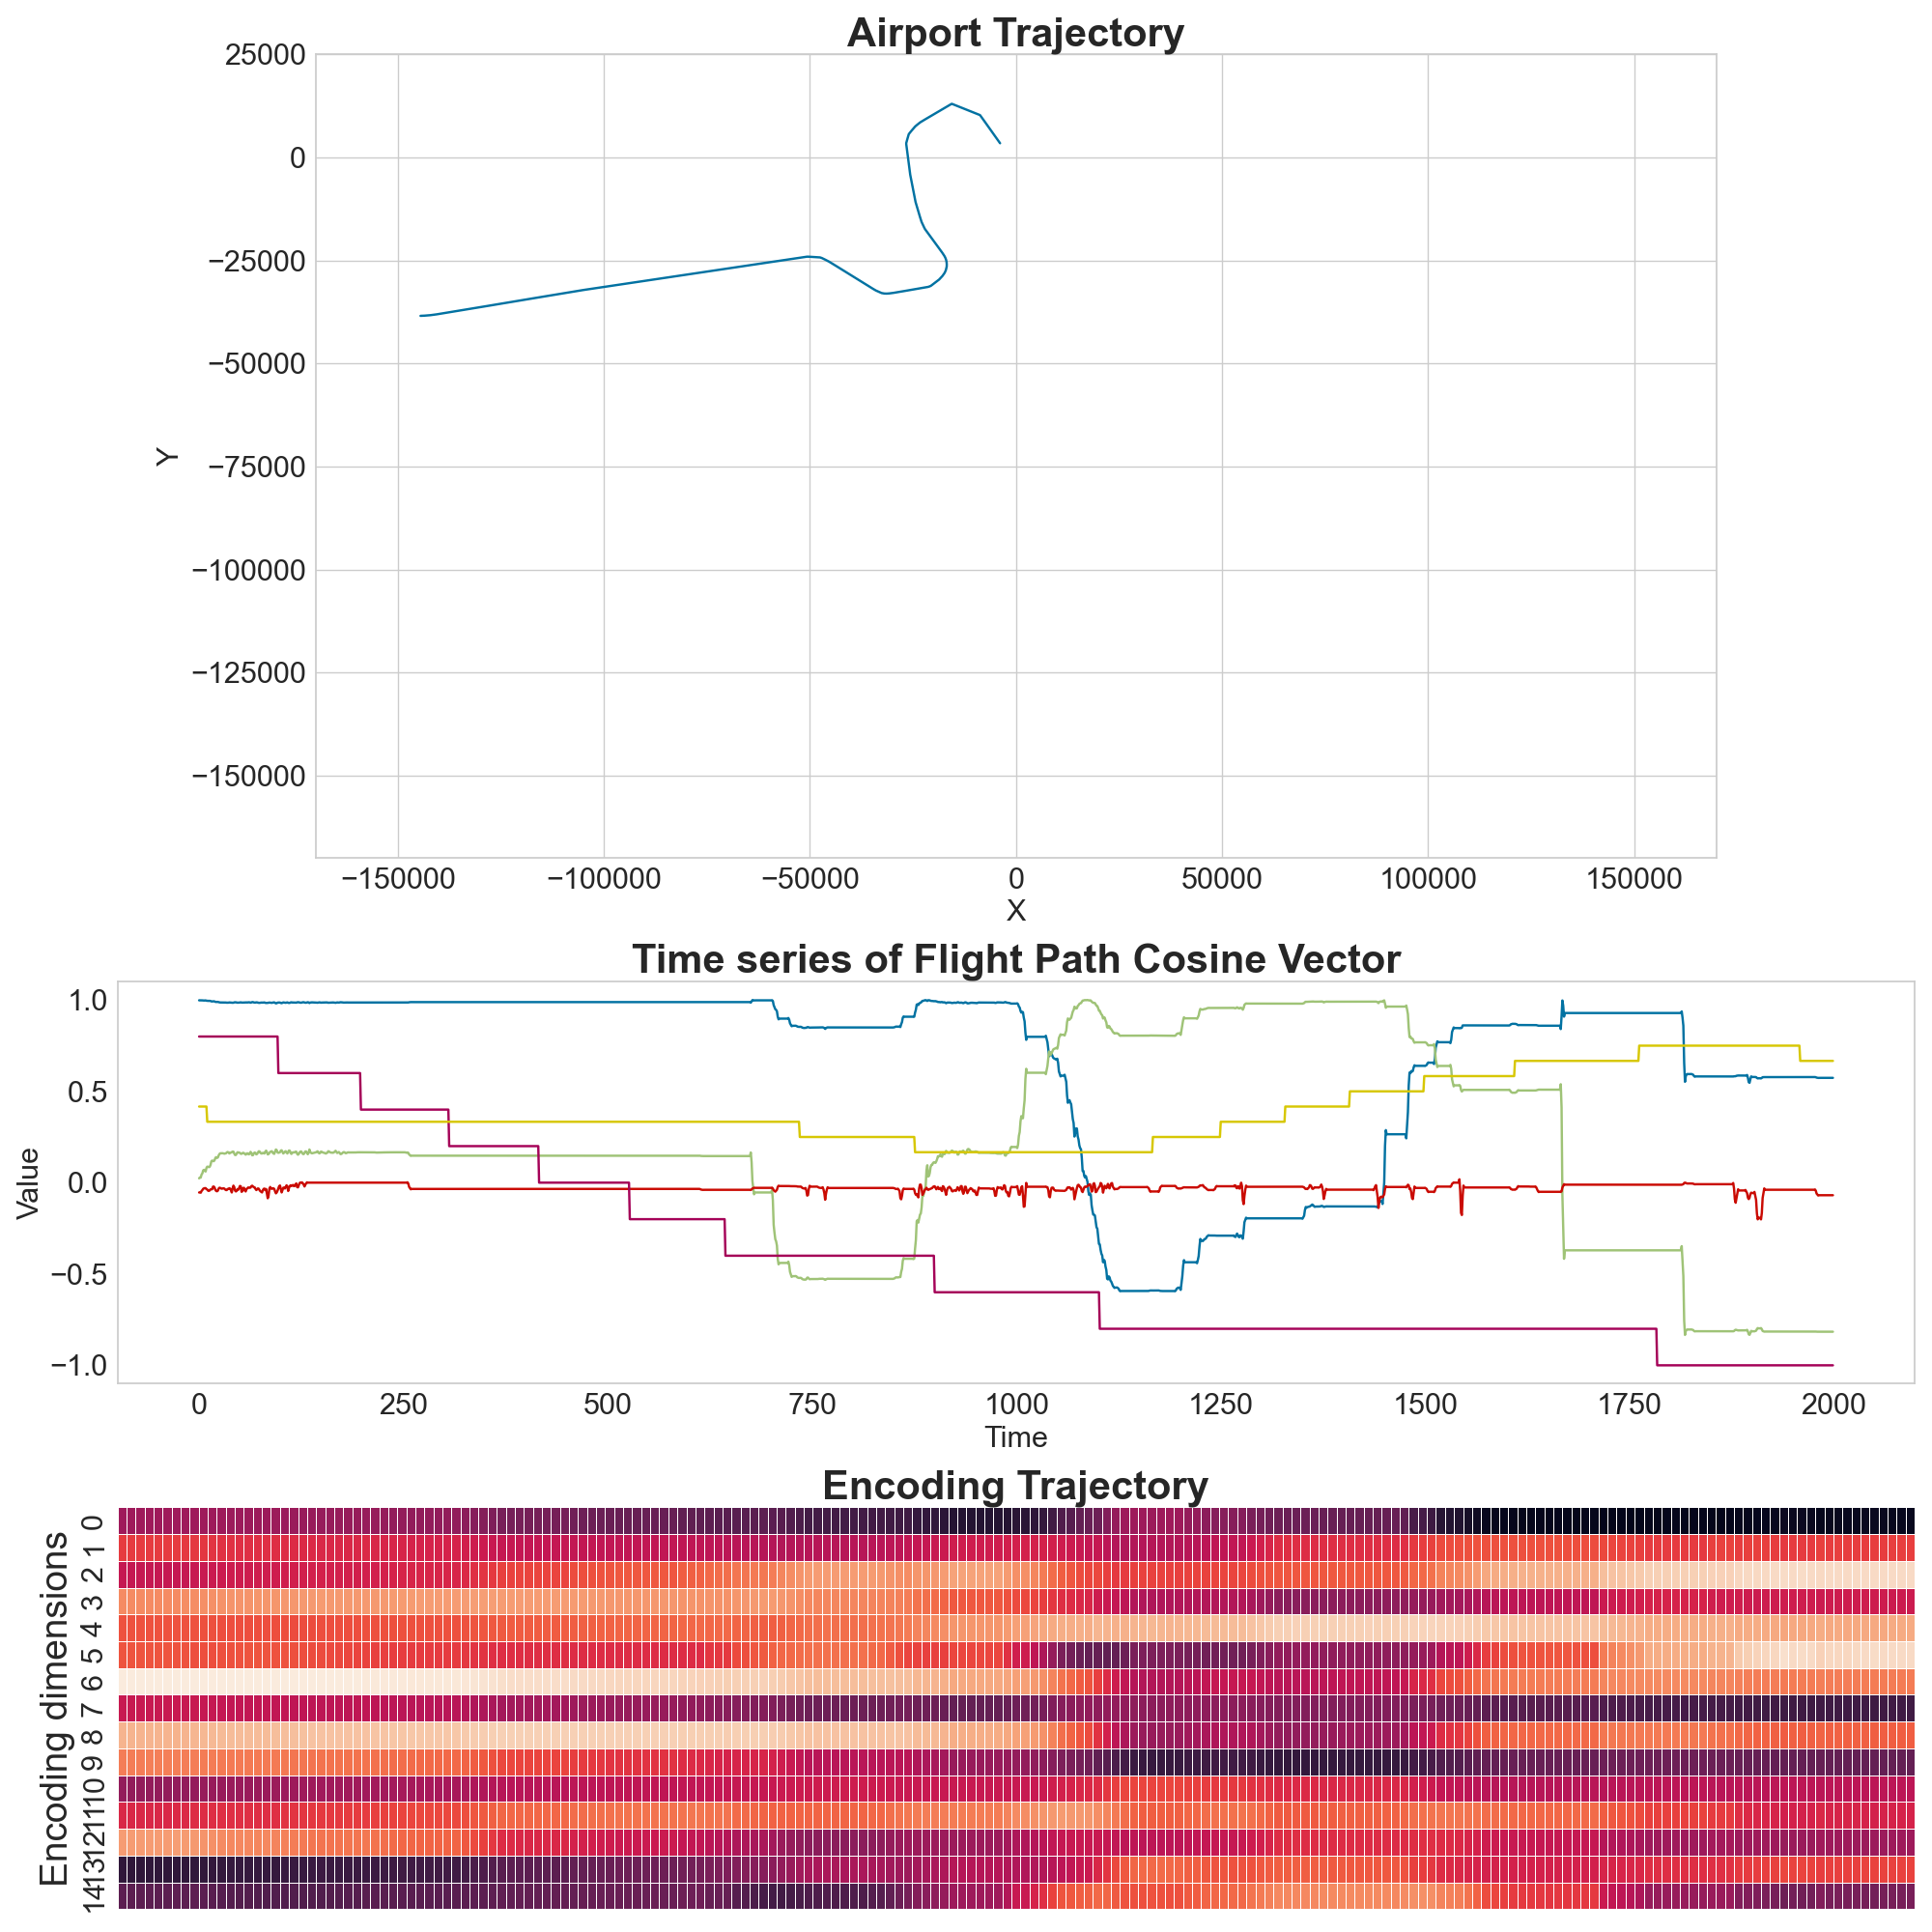 Airport Trajectory
25000
0
−25000
−50000
−75000
−100000
−125000
−150000
Y
−150000 −100000 −50000 0 50000 100000 150000
X
Time series of Flight Path Cosine Vector
1.0
0.5
0.0
−0.5
−1.0
Value
0 250 500 750 1000 1250 1500 1750 2000
Time
Encoding Trajectory
Encoding dimensions
0
1
2
3
4
5
6
7
8
9
10
11
12
13
14